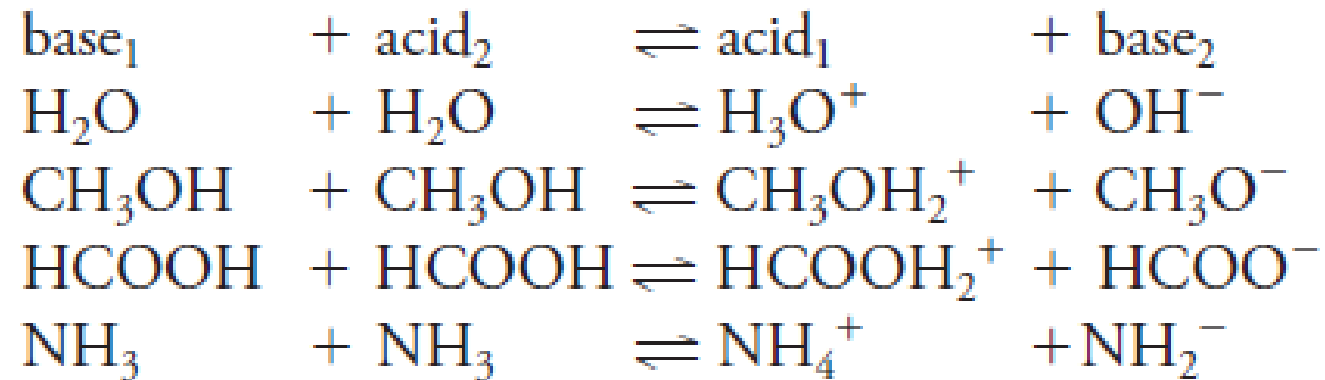 base₁ + acid₂ ⇌ acid₁ + base₂
H₂O + H₂O ⇌ H₃O⁺ + OH⁻
CH₃OH + CH₃OH ⇌ CH₃OH₂⁺ + CH₃O⁻
HCOOH + HCOOH ⇌ HCOOH₂⁺ + HCOO⁻
NH₃ + NH₃ ⇌ NH₄⁺ + NH₂⁻